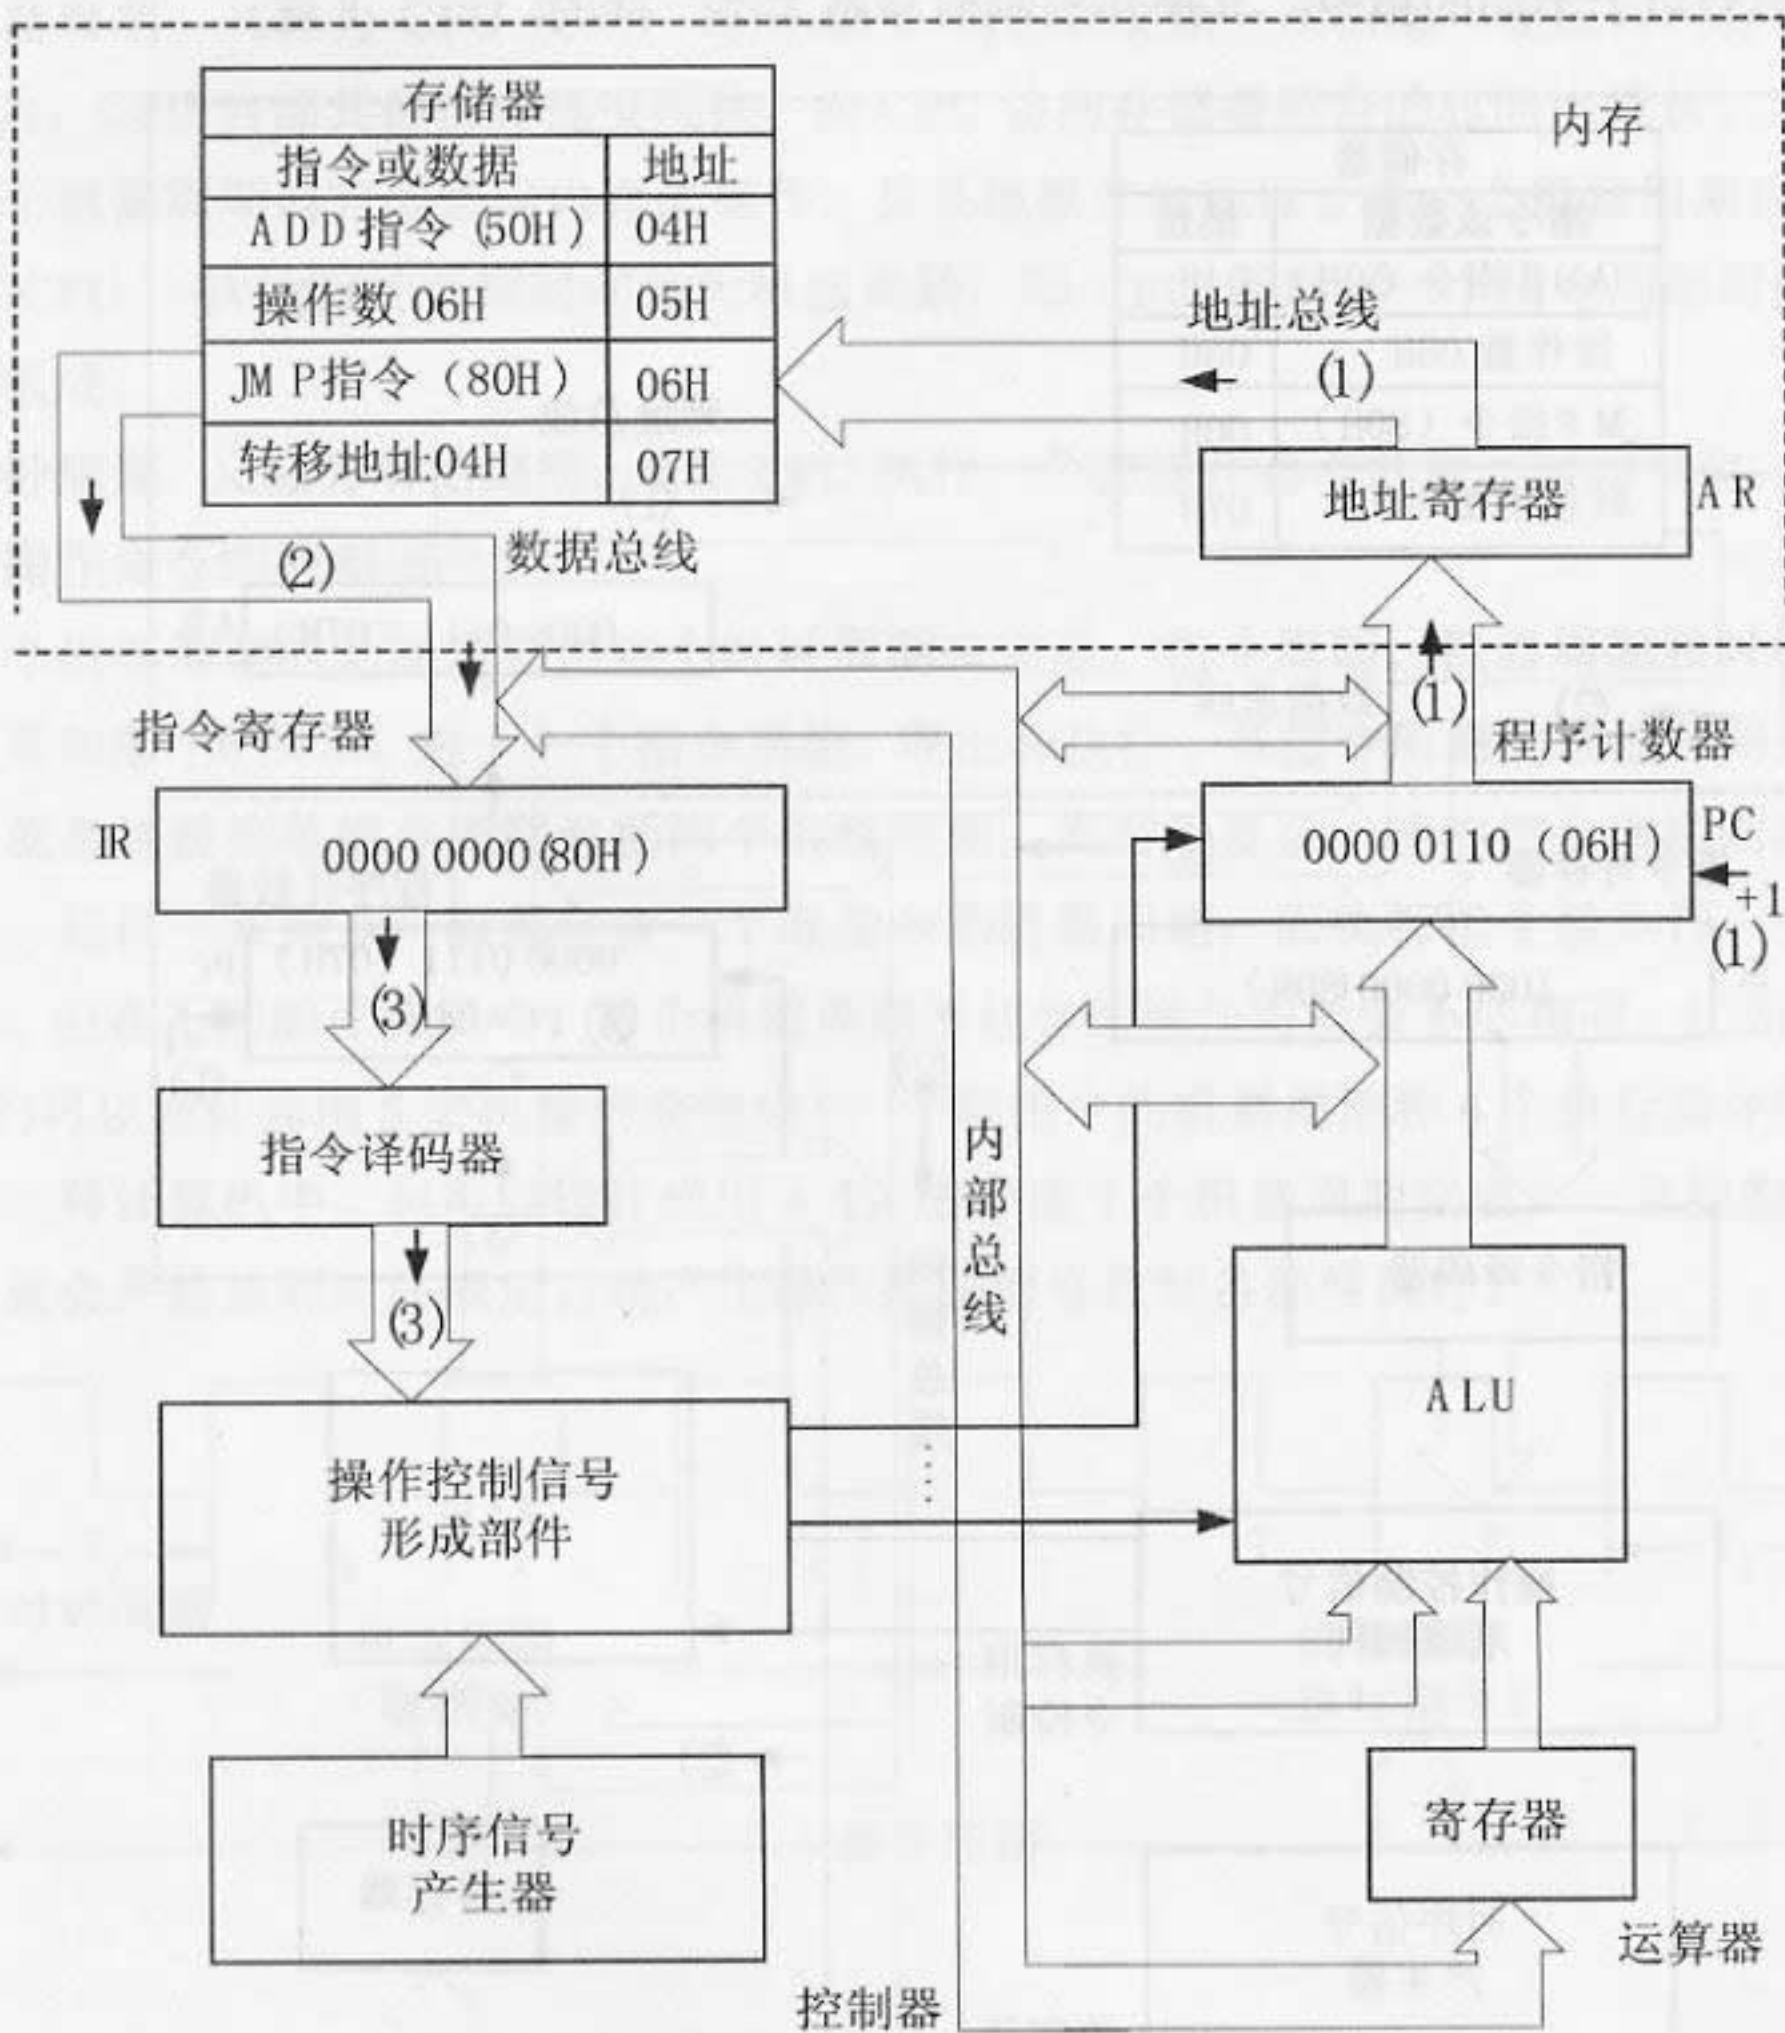 存储器
内存
指令或数据 地址
ADD指令(50H) 04H
操作数06H 05H
JMP指令（80H） 06H
转移地址04H 07H
地址总线
(1)
地址寄存器 AR
数据总线
(2)
(1)
指令寄存器
程序计数器
IR 0000 0000(80H)
0000 0110（06H） PC
+1
(1)
(3)
指令译码器
内部总线
(3)
ALU
操作控制信号
形成部件
时序信号
产生器
寄存器
运算器
控制器